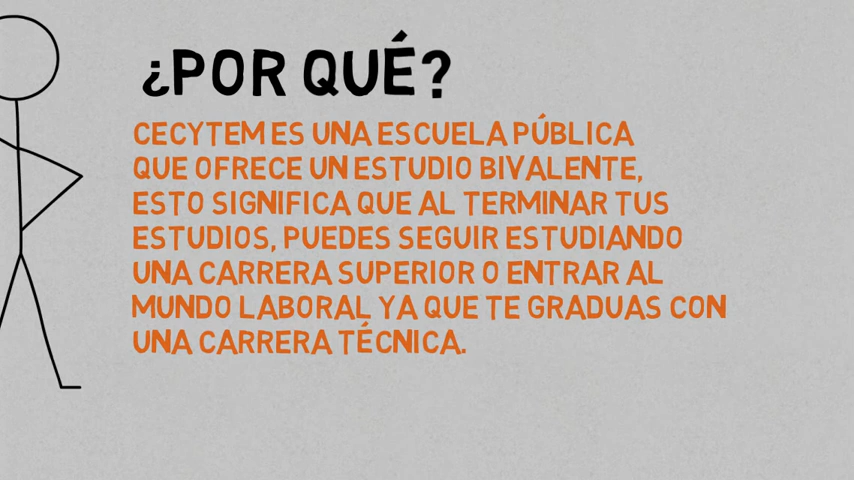 ¿POR QUÉ?
CECYTEM ES UNA ESCUELA PÚBLICA
QUE OFRECE UN ESTUDIO BIVALENTE,
ESTO SIGNIFICA QUE AL TERMINAR TUS
ESTUDIOS, PUEDES SEGUIR ESTUDIANDO
UNA CARRERA SUPERIOR O ENTRAR AL
MUNDO LABORAL YA QUE TE GRADUAS CON
UNA CARRERA TÉCNICA.